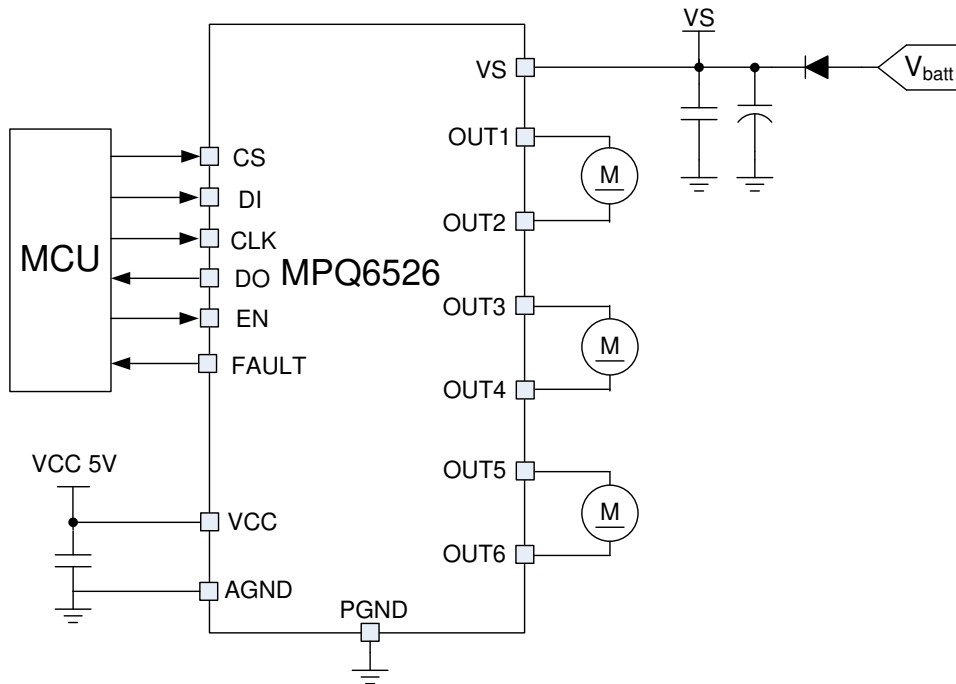 VS
VS
V batt
OUT1
M
OUT2
CS
DI
CLK
MCU
DO
MPQ6526
EN
FAULT
OUT3
M
OUT4
VCC 5V
OUT5
VCC
M
OUT6
AGND
PGND